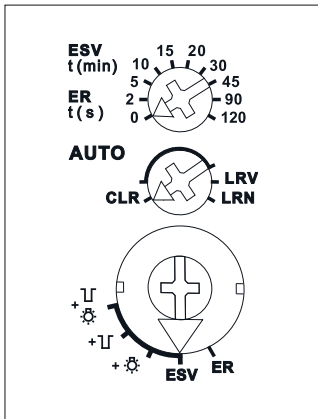 ESV 15 20
t (min) 10 30
5 45
ER 2 90
t (s) 0 120
AUTO
LRV
CLR LRN
+
+
+
ESV ER